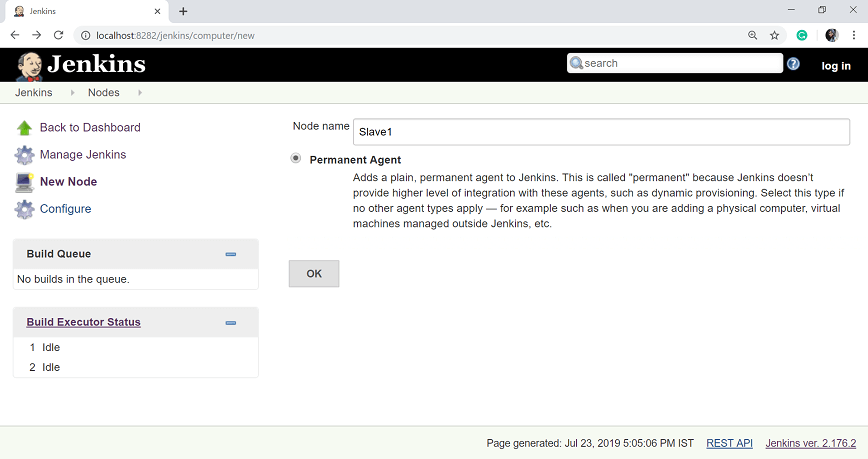 Jenkins
localhost:8282/jenkins/computer/new
Jenkins
search
log in
Jenkins Nodes
Back to Dashboard
Manage Jenkins
New Node
Configure
Build Queue
No builds in the queue.
Build Executor Status
1 Idle
2 Idle
Node name Slave1
Permanent Agent
Adds a plain, permanent agent to Jenkins. This is called "permanent" because Jenkins doesn't
provide higher level of integration with these agents, such as dynamic provisioning. Select this type if
no other agent types apply — for example such as when you are adding a physical computer, virtual
machines managed outside Jenkins, etc.
OK
Page generated: Jul 23, 2019 5:05:06 PM IST REST API Jenkins ver. 2.176.2